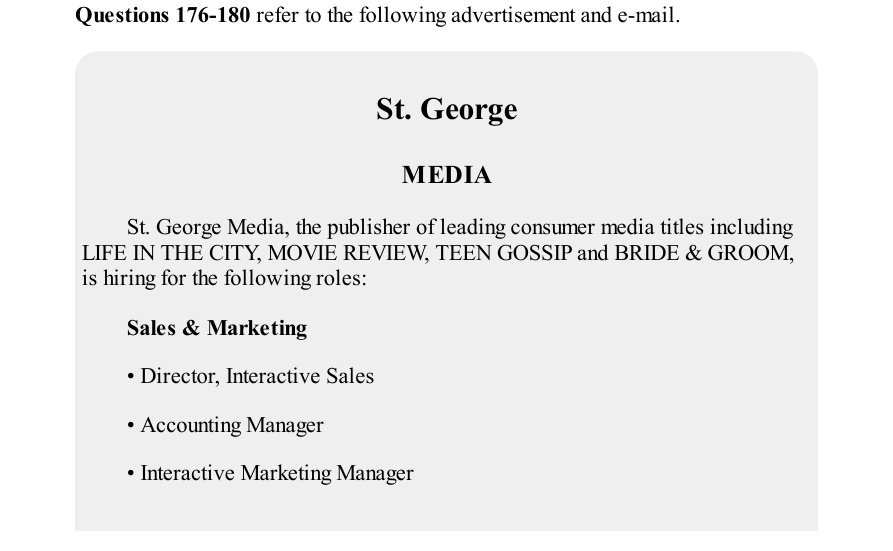 Questions 176-180 refer to the following advertisement and e-mail.
St. George
MEDIA
St. George Media, the publisher of leading consumer media titles including
LIFE IN THE CITY, MOVIE REVIEW, TEEN GOSSIP and BRIDE & GROOM,
is hiring for the following roles:
Sales & Marketing
• Director, Interactive Sales
• Accounting Manager
• Interactive Marketing Manager